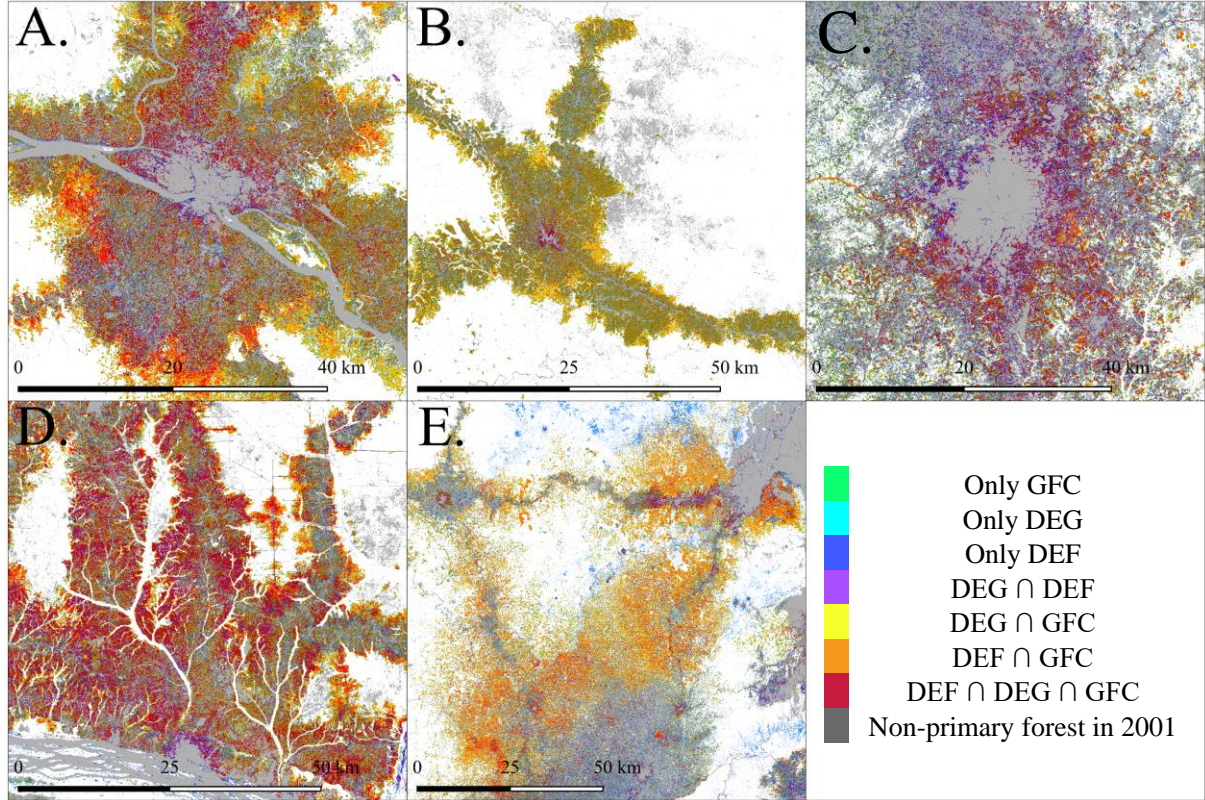 A.
B.
C.
0 20 40 km
0 25 50 km
0 20 40 km
D.
E.
0 25 50 km
0 25 50 km
Only GFC
Only DEG
Only DEF
DEG ∩ DEF
DEG ∩ GFC
DEF ∩ GFC
DEF ∩ DEG ∩ GFC
Non-primary forest in 2001